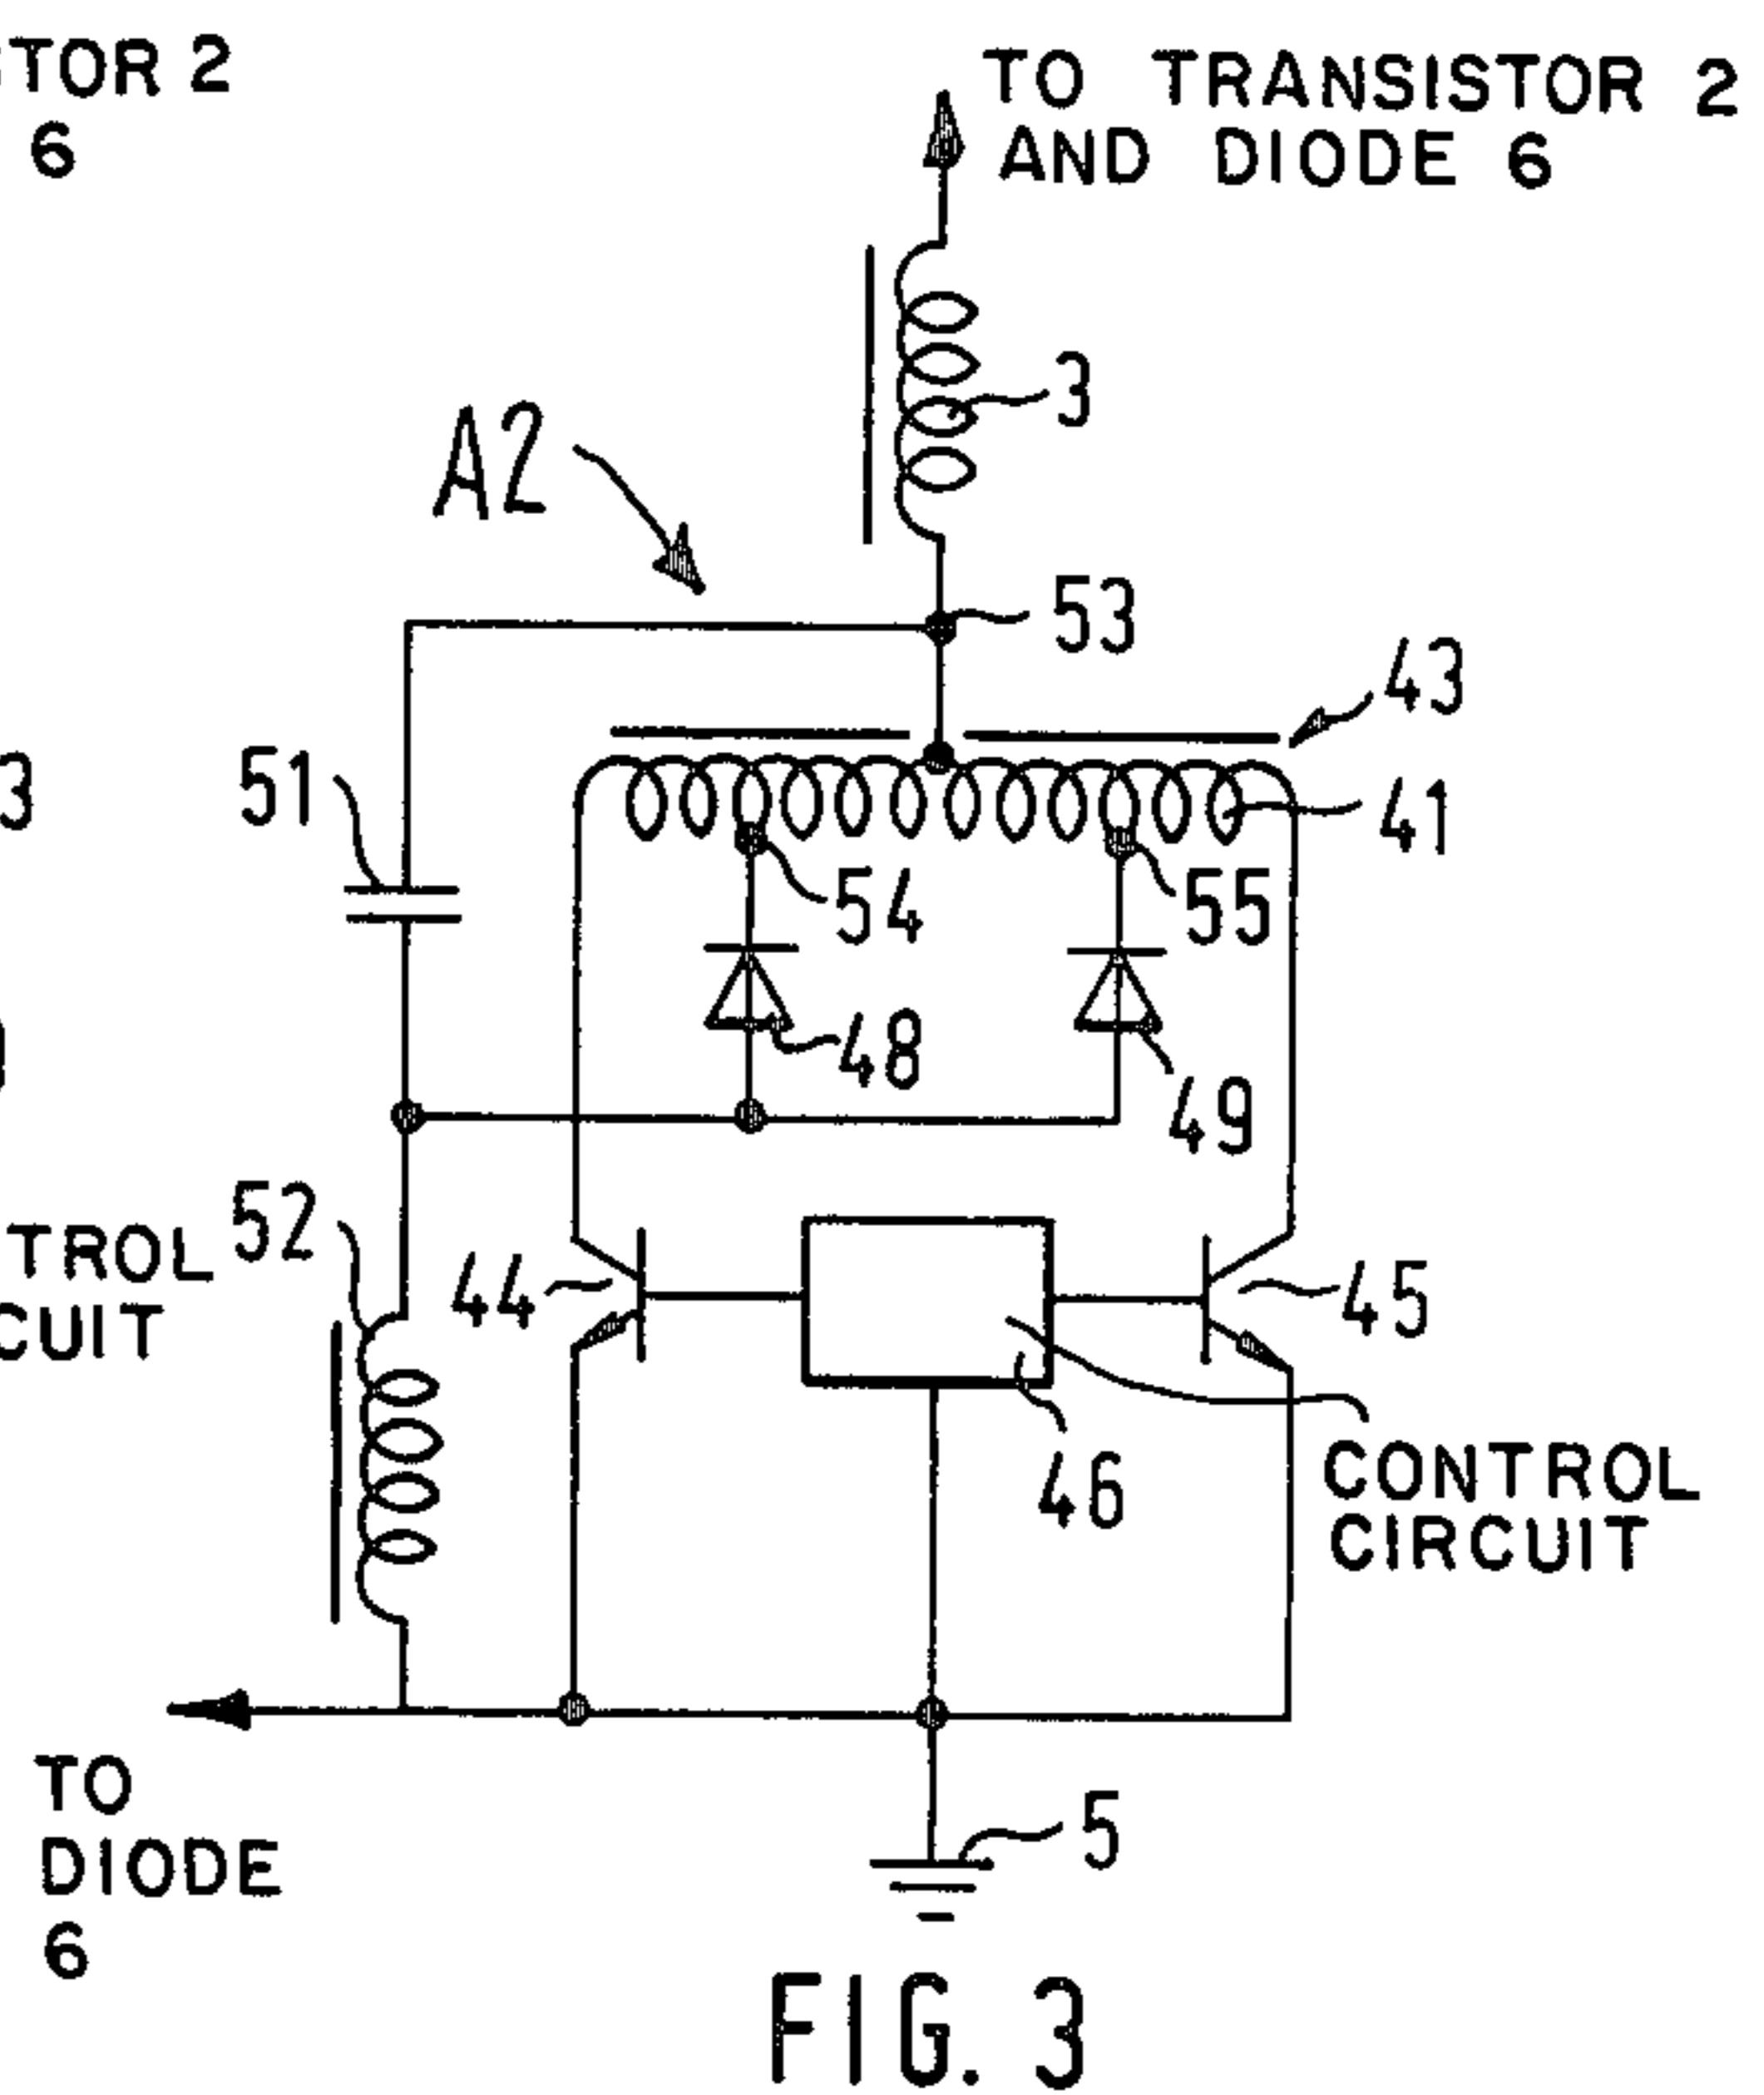 TOR 2
6
TO TRANSISTOR 2
AND DIODE 6
3
A2
53
43
3
51
41
54
55
48
49
52
TROL
CUIT
44
45
46
CONTROL
CIRCUIT
5
TO
DIODE
6
FIG. 3